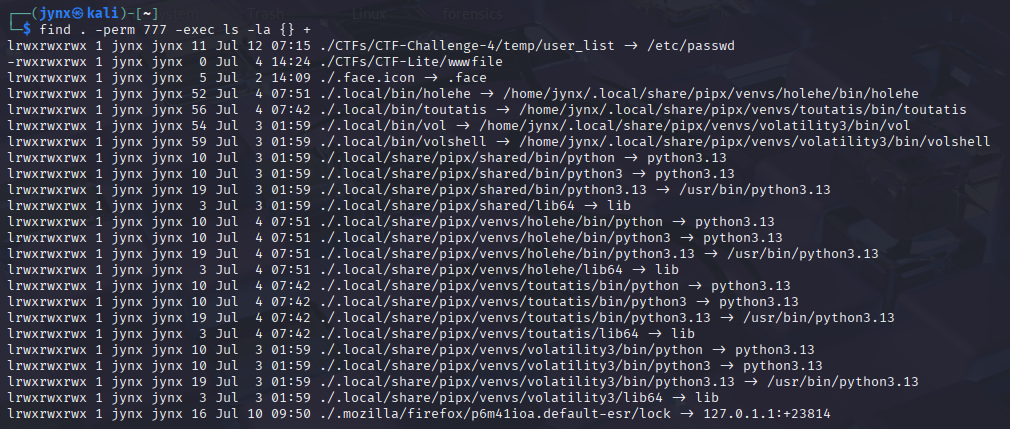 stem Trash Linux forensics
┌──(jynx㉿kali)-[~]
└─$ find . -perm 777 -exec ls -la {} +
lrwxrwxrwx 1 jynx jynx 11 Jul 12 07:15 ./CTFs/CTF-Challenge-4/temp/user_list → /etc/passwd
-rwxrwxrwx 1 jynx jynx  0 Jul  4 14:24 ./CTFs/CTF-Lite/wwwfile
lrwxrwxrwx 1 jynx jynx  5 Jul  2 14:09 ./.face.icon → .face
lrwxrwxrwx 1 jynx jynx 52 Jul  4 07:51 ./.local/bin/holehe → /home/jynx/.local/share/pipx/venvs/holehe/bin/holehe
lrwxrwxrwx 1 jynx jynx 56 Jul  4 07:42 ./.local/bin/toutatis → /home/jynx/.local/share/pipx/venvs/toutatis/bin/toutatis
lrwxrwxrwx 1 jynx jynx 54 Jul  3 01:59 ./.local/bin/vol → /home/jynx/.local/share/pipx/venvs/volatility3/bin/vol
lrwxrwxrwx 1 jynx jynx 59 Jul  3 01:59 ./.local/bin/volshell → /home/jynx/.local/share/pipx/venvs/volatility3/bin/volshell
lrwxrwxrwx 1 jynx jynx 10 Jul  3 01:59 ./.local/share/pipx/shared/bin/python → python3.13
lrwxrwxrwx 1 jynx jynx 10 Jul  3 01:59 ./.local/share/pipx/shared/bin/python3 → python3.13
lrwxrwxrwx 1 jynx jynx 19 Jul  3 01:59 ./.local/share/pipx/shared/bin/python3.13 → /usr/bin/python3.13
lrwxrwxrwx 1 jynx jynx  3 Jul  3 01:59 ./.local/share/pipx/shared/lib64 → lib
lrwxrwxrwx 1 jynx jynx 10 Jul  4 07:51 ./.local/share/pipx/venvs/holehe/bin/python → python3.13
lrwxrwxrwx 1 jynx jynx 10 Jul  4 07:51 ./.local/share/pipx/venvs/holehe/bin/python3 → python3.13
lrwxrwxrwx 1 jynx jynx 19 Jul  4 07:51 ./.local/share/pipx/venvs/holehe/bin/python3.13 → /usr/bin/python3.13
lrwxrwxrwx 1 jynx jynx  3 Jul  4 07:51 ./.local/share/pipx/venvs/holehe/lib64 → lib
lrwxrwxrwx 1 jynx jynx 10 Jul  4 07:42 ./.local/share/pipx/venvs/toutatis/bin/python → python3.13
lrwxrwxrwx 1 jynx jynx 10 Jul  4 07:42 ./.local/share/pipx/venvs/toutatis/bin/python3 → python3.13
lrwxrwxrwx 1 jynx jynx 19 Jul  4 07:42 ./.local/share/pipx/venvs/toutatis/bin/python3.13 → /usr/bin/python3.13
lrwxrwxrwx 1 jynx jynx  3 Jul  4 07:42 ./.local/share/pipx/venvs/toutatis/lib64 → lib
lrwxrwxrwx 1 jynx jynx 10 Jul  3 01:59 ./.local/share/pipx/venvs/volatility3/bin/python → python3.13
lrwxrwxrwx 1 jynx jynx 10 Jul  3 01:59 ./.local/share/pipx/venvs/volatility3/bin/python3 → python3.13
lrwxrwxrwx 1 jynx jynx 19 Jul  3 01:59 ./.local/share/pipx/venvs/volatility3/bin/python3.13 → /usr/bin/python3.13
lrwxrwxrwx 1 jynx jynx  3 Jul  3 01:59 ./.local/share/pipx/venvs/volatility3/lib64 → lib
lrwxrwxrwx 1 jynx jynx 16 Jul 10 09:50 ./.mozilla/firefox/p6m41ioa.default-esr/lock → 127.0.1.1:+23814